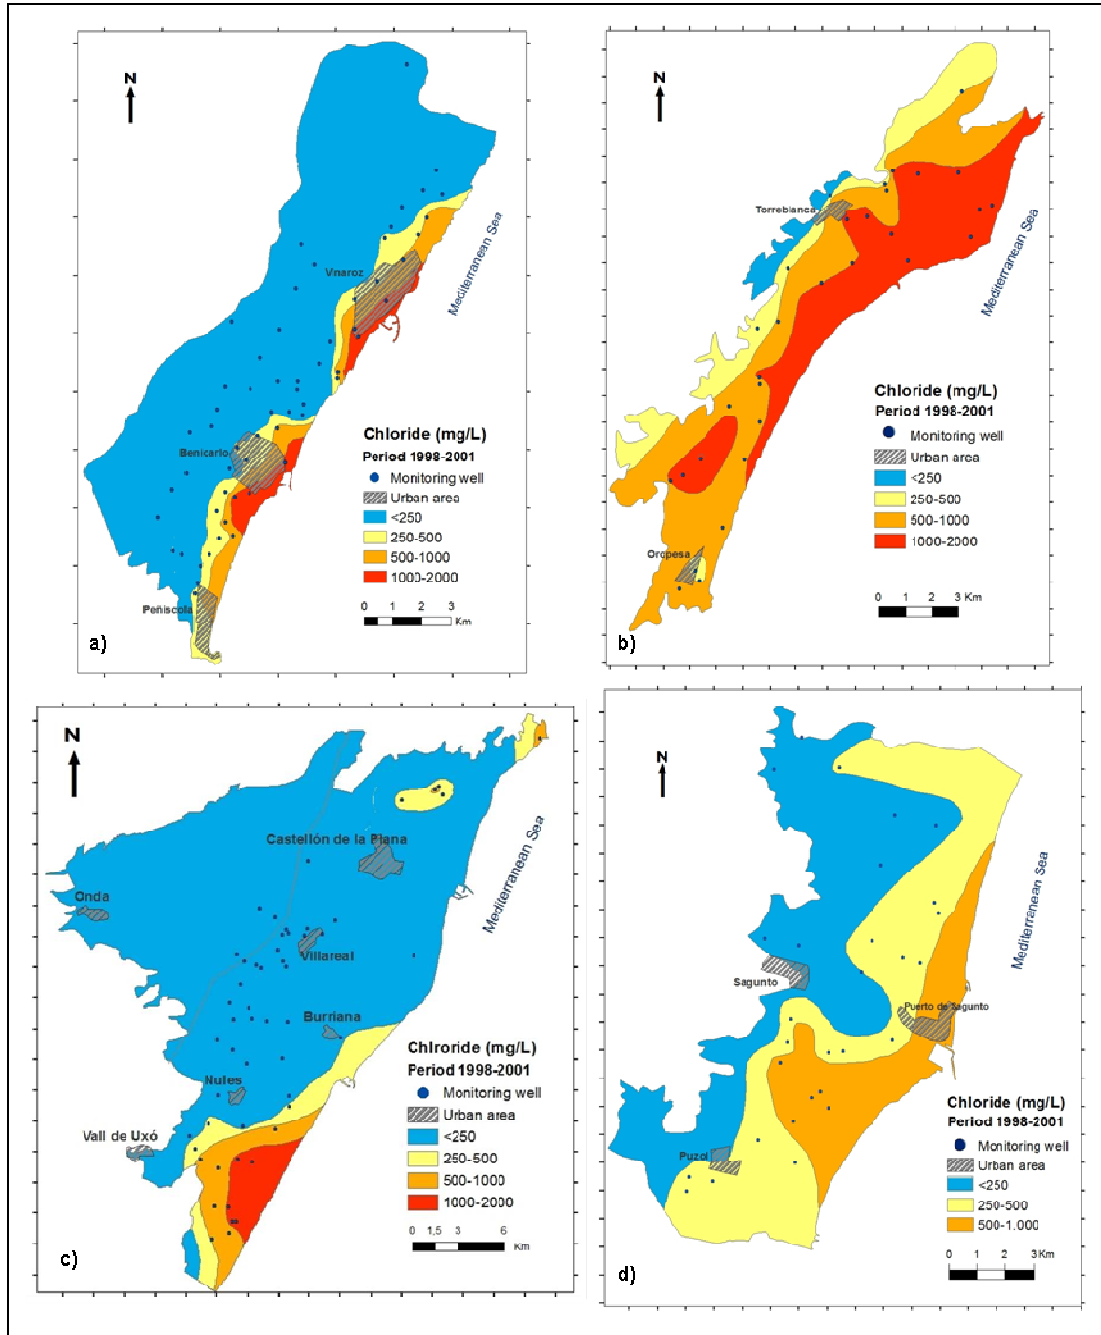 N
Vinaroz
Mediterranean Sea
Benicarlo
Peñiscola
Chloride (mg/L)
Period 1998-2001
Monitoring well
Urban area
<250
250-500
500-1000
1000-2000
0 1 2 3 Km
a)
N
Torreblanca
Mediterranean Sea
Oropesa
Chloride (mg/L)
Period 1998-2001
Monitoring well
Urban area
<250
250-500
500-1000
1000-2000
0 1 2 3 Km
b)
N
Castellón de la Plana
Onda
Mediterranean Sea
Villareal
Burriana
Nules
Vall de Uxó
Chlroride (mg/L)
Period 1998-2001
Monitoring well
Urban area
<250
250-500
500-1000
1000-2000
0 1,5 3 6
Km
c)
N
Mediterranean sea
Sagunto
Puerto de Sagunto
Puzol
Chloride (mg/L)
Period 1998-2001
Monitoring well
Urban area
<250
250-500
500-1.000
0 1 2 3Km
d)